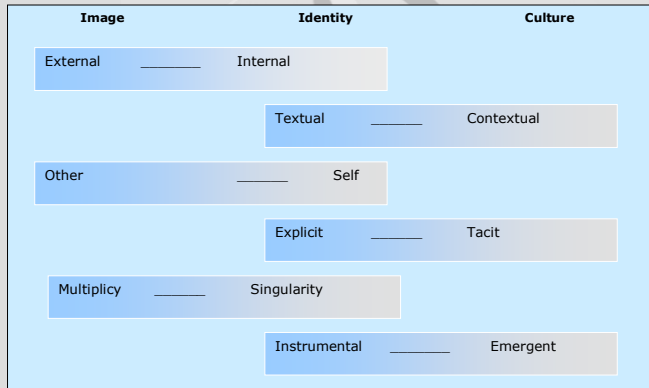 Image Identity Culture
External _______ Internal
Textual ______ Contextual
Other ______ Self
Explicit ______ Tacit
Multiplicy ______ Singularity
Instrumental _______ Emergent